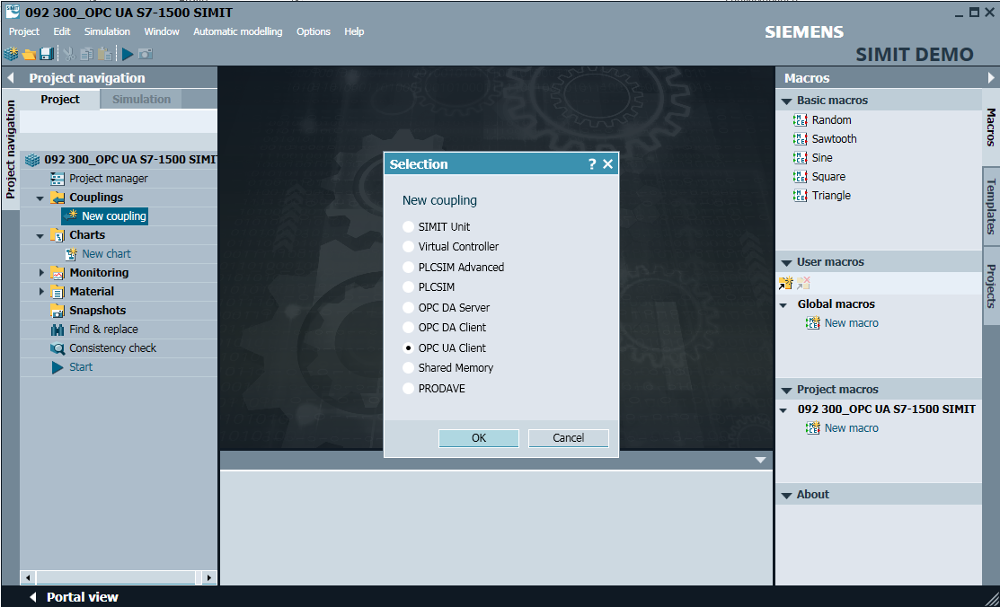 092 300_OPC UA S7-1500 SIMIT
Project Edit Simulation Window Automatic modelling Options Help
SIEMENS
SIMIT DEMO
Project navigation
Project navigation
Project Simulation
092 300_OPC UA S7-1500 SIMIT
Project manager
Couplings
New coupling
Charts
New chart
Monitoring
Material
Snapshots
Find & replace
Consistency check
Start
Selection ?
New coupling
SIMIT Unit
Virtual Controller
PLCSIM Advanced
PLCSIM
OPC DA Server
OPC DA Client
OPC UA Client
Shared Memory
PRODAVE
OK Cancel
Macros
Basic macros
Random
Sawtooth
Sine
Square
Triangle
User macros
Global macros
New macro
Project macros
092 300_OPC UA S7-1500 SIMIT
New macro
About
Macros
Templates
Projects
Portal view